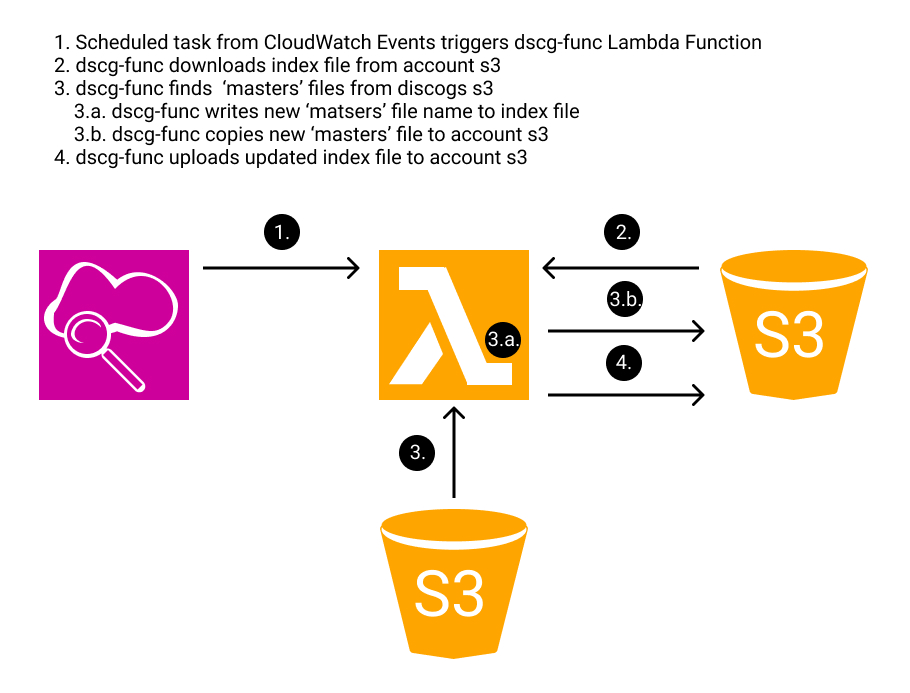 1. Scheduled task from CloudWatch Events triggers dscg-func Lambda Function
2. dscg-func downloads index file from account s3
3. dscg-func finds ‘masters’ files from discogs s3
3.a. dscg-func writes new ‘matsers’ file name to index file
3.b. dscg-func copies new ‘masters’ file to account s3
4. dscg-func uploads updated index file to account s3
1.
2.
3.b.
S3
3.a.
4.
3.
S3